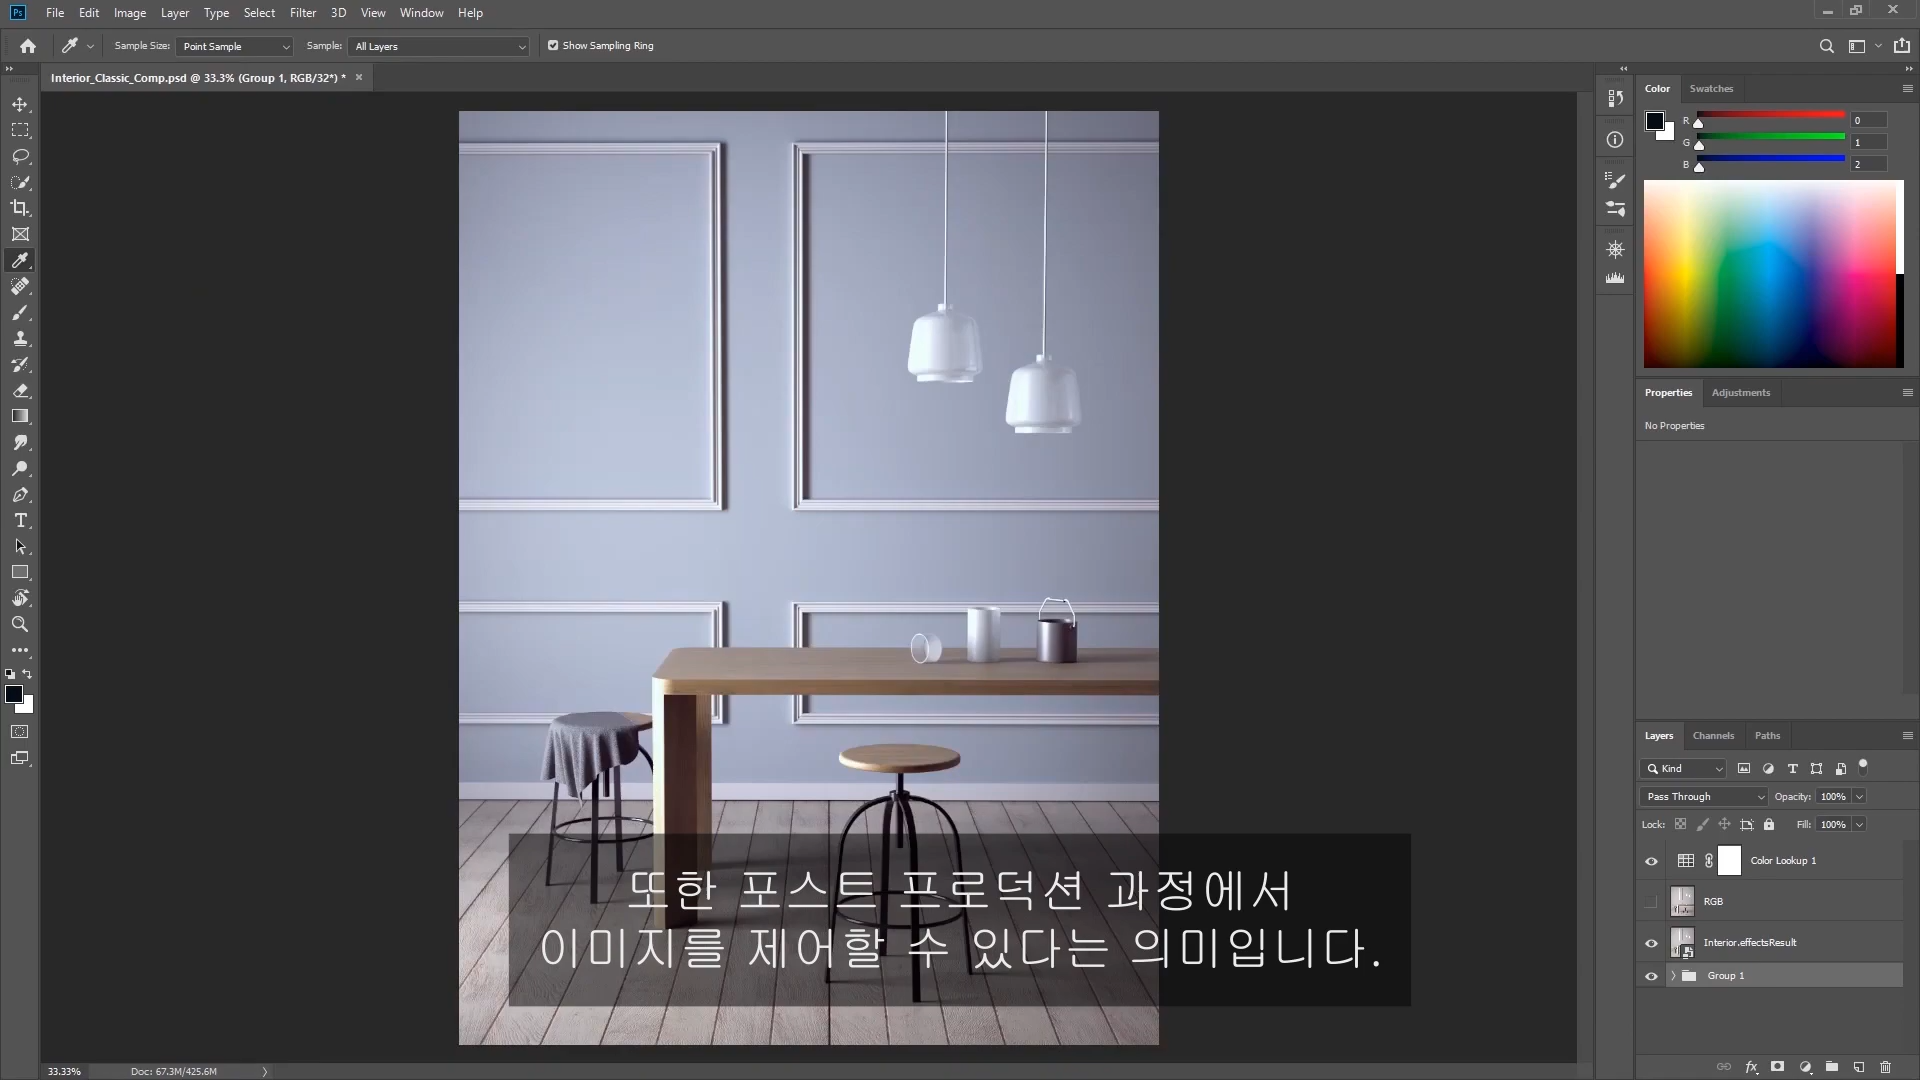 Ps File Edit Image Layer Type Select Filter 3D View Window Help
Sample Size: Point Sample Sample: All Layers Show Sampling Ring
Interior_Classic_Comp.psd @ 33.3% (Group 1, RGB/32*) *
Color Swatches
R 0
G 1
B 2
Properties Adjustments
No Properties
Layers Channels Paths
Kind
Pass Through Opacity: 100%
Lock: Fill: 100%
Color Lookup 1
RGB
Interior.effectsResult
Group 1
또한 포스트 프로덕션 과정에서
이미지를 제어할 수 있다는 의미입니다.
33.33% Doc: 67.3M/425.6M